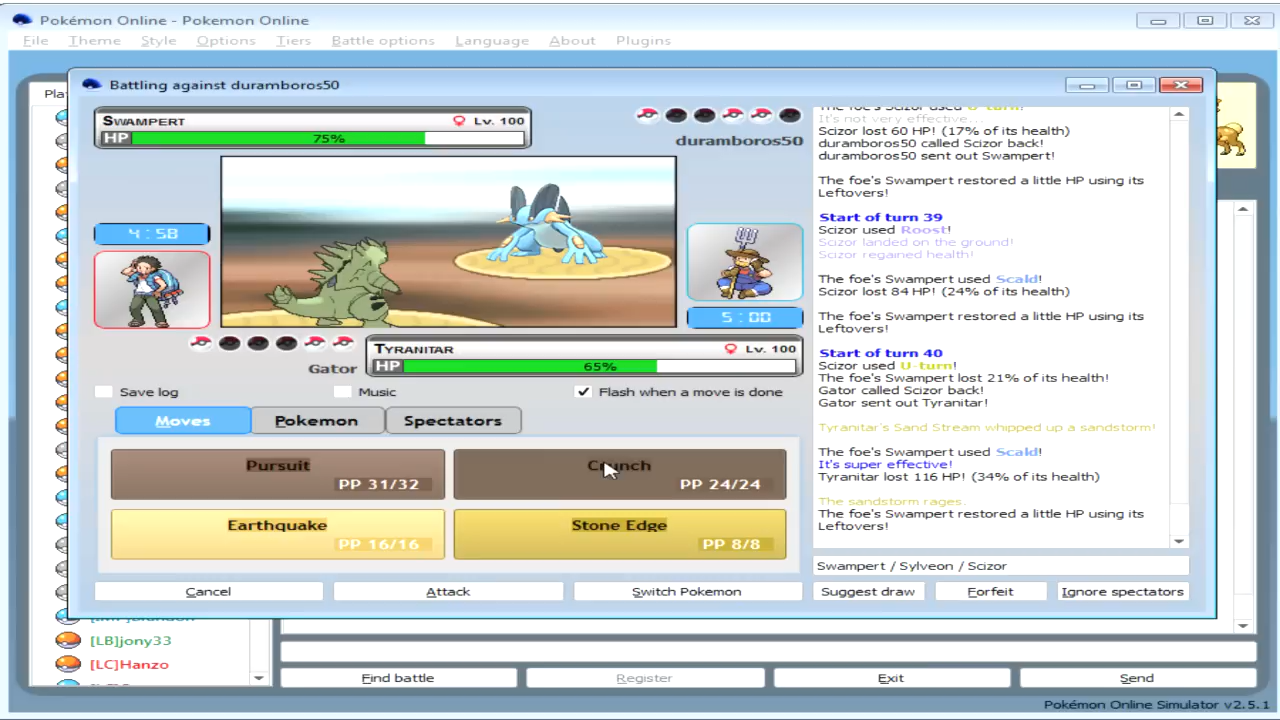 Pokémon Online - Pokemon Online
File Theme Style Options Tiers Battle options Language About Plugins
Battling against duramboros50
SWAMPERT Lv. 100
HP 75%
duramboros50
4:58
5:00
TYRANITAR Lv. 100
Gator HP 65%
Save log Music Flash when a move is done
Moves Pokemon Spectators
Pursuit
PP 31/32
Crunch
PP 24/24
Earthquake
PP 16/16
Stone Edge
PP 8/8
Cancel Attack Switch Pokemon
The foe's Scizor used U-turn!
It's not very effective...
Scizor lost 60 HP! (17% of its health)
duramboros50 called Scizor back!
duramboros50 sent out Swampert!
The foe's Swampert restored a little HP using its
Leftovers!
Start of turn 39
Scizor used Roost!
Scizor landed on the ground!
Scizor regained health!
The foe's Swampert used Scald!
Scizor lost 84 HP! (24% of its health)
The foe's Swampert restored a little HP using its
Leftovers!
Start of turn 40
Scizor used U-turn!
The foe's Swampert lost 21% of its health!
Gator called Scizor back!
Gator sent out Tyranitar!
Tyranitar's Sand Stream whipped up a sandstorm!
The foe's Swampert used Scald!
It's super effective!
Tyranitar lost 116 HP! (34% of its health)
The sandstorm rages.
The foe's Swampert restored a little HP using its
Leftovers!
Swampert / Sylveon / Scizor
Suggest draw Forfeit Ignore spectators
[LB]jony33
[LC]Hanzo
Find battle Register Exit Send
Pokémon Online Simulator v2.5.1